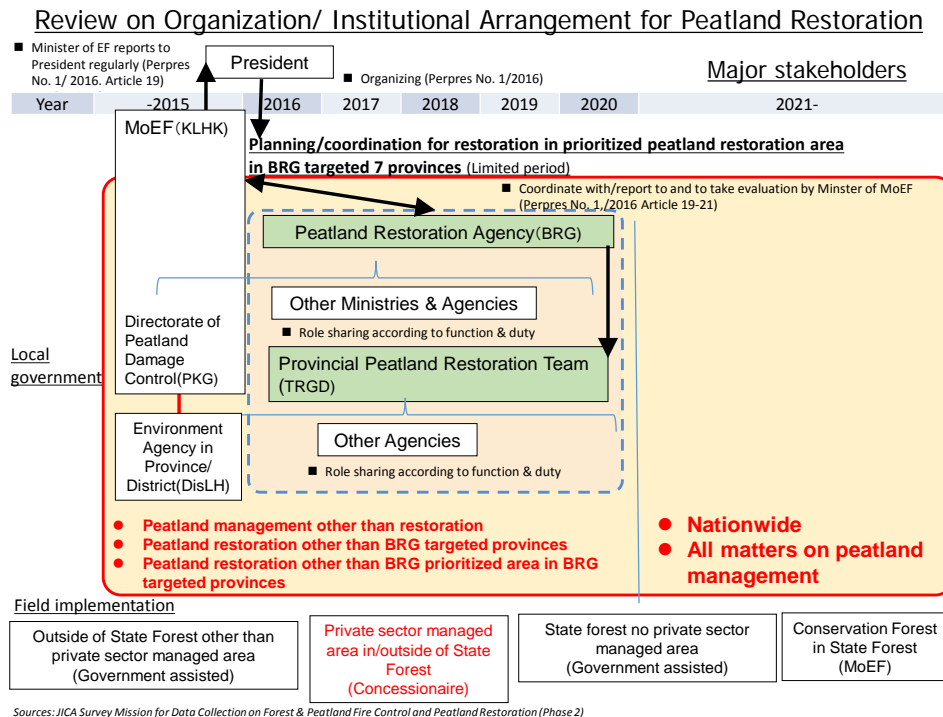 Review on Organization/ Institutional Arrangement for Peatland Restoration
■ Minister of EF reports to
President regularly (Perpres
No. 1/ 2016. Article 19)
President
■ Organizing (Perpres No. 1/2016)
Major stakeholders
Year -2015 2016 2017 2018 2019 2020 2021-
MoEF(KLHK)
Planning/coordination for restoration in prioritized peatland restoration area
in BRG targeted 7 provinces (Limited period)
■ Coordinate with/report to and to take evaluation by Minster of MoEF
(Perpres No. 1,/2016 Article 19-21)
Peatland Restoration Agency(BRG)
Other Ministries & Agencies
■ Role sharing according to function & duty
Directorate of
Peatland
Damage
Control(PKG)
Local
government
Provincial Peatland Restoration Team
(TRGD)
Environment
Agency in
Province/
District(DisLH)
Other Agencies
■ Role sharing according to function & duty
● Peatland management other than restoration
● Peatland restoration other than BRG targeted provinces
● Peatland restoration other than BRG prioritized area in BRG
targeted provinces
● Nationwide
● All matters on peatland
management
Field implementation
Outside of State Forest other than
private sector managed area
(Government assisted)
Private sector managed
area in/outside of State
Forest
(Concessionaire)
State forest no private sector
managed area
(Government assisted)
Conservation Forest
in State Forest
(MoEF)
Sources: JICA Survey Mission for Data Collection on Forest & Peatland Fire Control and Peatland Restoration (Phase 2)